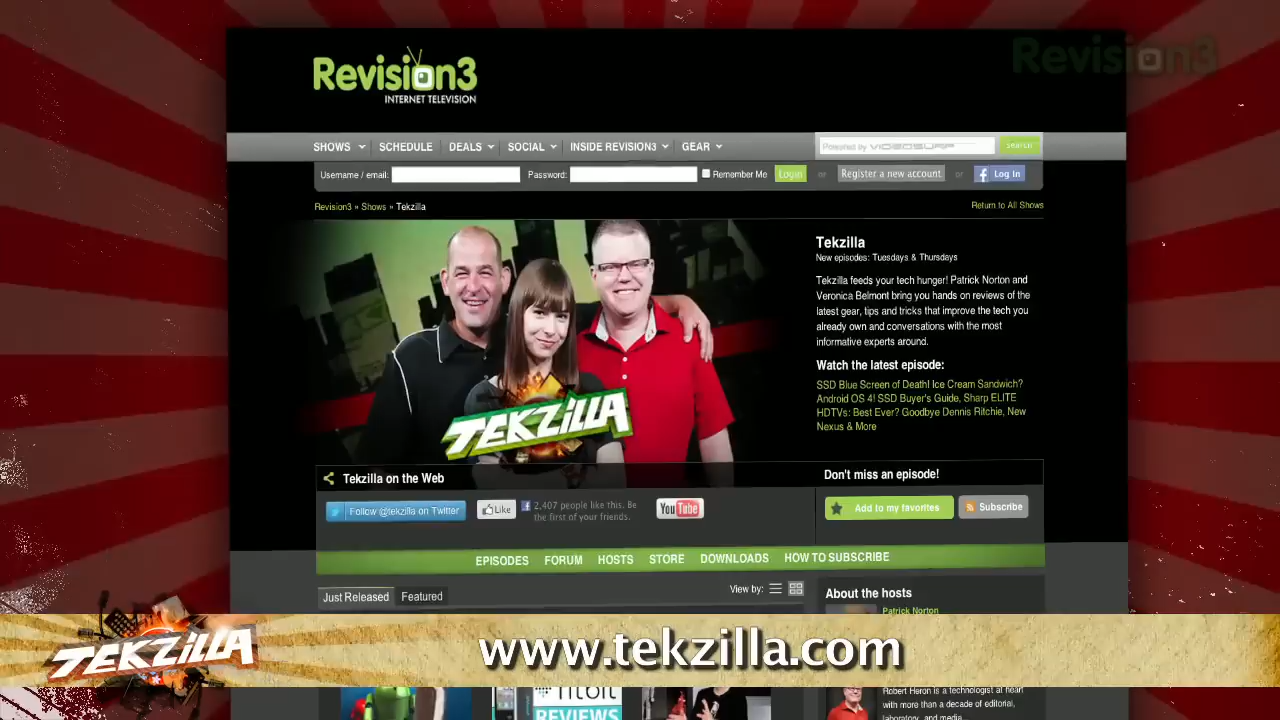 Revision3
INTERNET TELEVISION
Revision3
SHOWS SCHEDULE DEALS SOCIAL INSIDE REVISION3 GEAR
Powered by VIDEOSURF search
Username / email: Password: Remember Me Login or Register a new account or f Log In
Revision3 » Shows » Tekzilla
Return to All Shows
Tekzilla
New episodes: Tuesdays & Thursdays
Tekzilla feeds your tech hunger! Patrick Norton and
Veronica Belmont bring you hands on reviews of the
latest gear, tips and tricks that improve the tech you
already own and conversations with the most
informative experts around.
Watch the latest episode:
SSD Blue Screen of Death! Ice Cream Sandwich?
Android OS 4! SSD Buyer's Guide, Sharp ELITE
HDTVs: Best Ever? Goodbye Dennis Ritchie, New
Nexus & More
TEKZILLA
Tekzilla on the Web
Follow @tekzilla on Twitter
Like
2,407 people like this. Be
the first of your friends.
YouTube
Don't miss an episode!
Add to my favorites
Subscribe
EPISODES FORUM HOSTS STORE DOWNLOADS HOW TO SUBSCRIBE
Just Released Featured
View by:
About the hosts
Patrick Norton
TEKZILLA
www.tekzilla.com
REVIEWS
Robert Heron is a technologist at heart
with more than a decade of editorial,
laboratory, and media